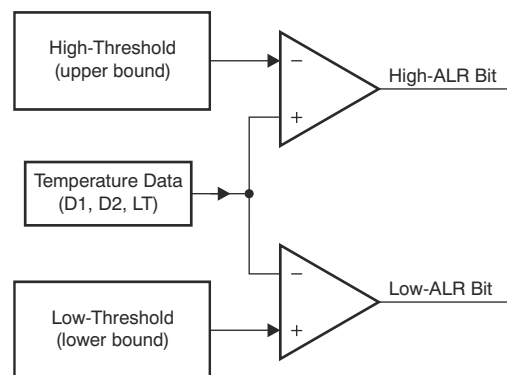 High-Threshold
(upper bound)
−
+
High-ALR Bit
Temperature Data
(D1, D2, LT)
−
+
Low-ALR Bit
Low-Threshold
(lower bound)